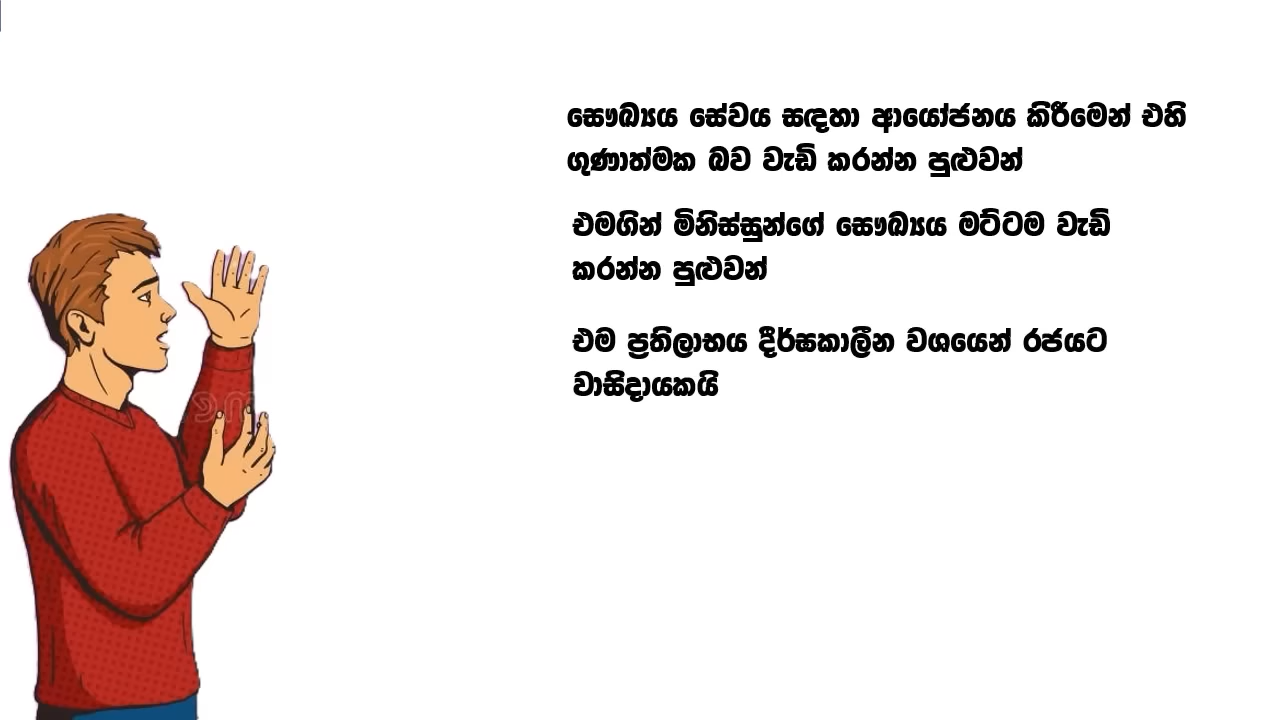 සෞඛ්‍යය සේවය සඳහා ආයෝජනය කිරීමෙන් එහි
ගුණාත්මක බව වැඩි කරන්න පුළුවන්
එමගින් මිනිස්සුන්ගේ සෞඛ්‍යය මට්ටම වැඩි
කරන්න පුළුවන්
එම ප්‍රතිලාභය දීර්ඝකාලීන වශයෙන් රජයට
වාසිදායකයි